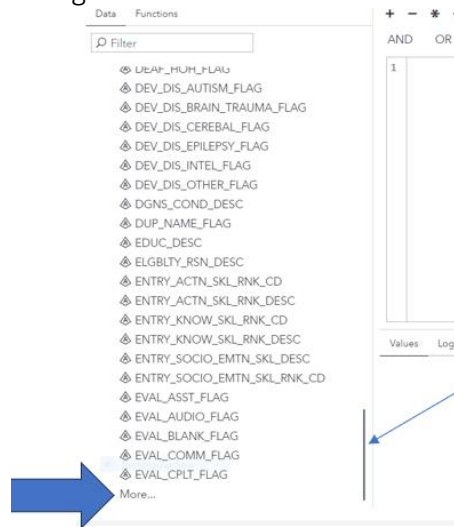 Data Functions
+ - *
Filter
AND OR
1
DEAF_HOH_FLAG
DEV_DIS_AUTISM_FLAG
DEV_DIS_BRAIN_TRAUMA_FLAG
DEV_DIS_CEREBAL_FLAG
DEV_DIS_EPILEPSY_FLAG
DEV_DIS_INTEL_FLAG
DEV_DIS_OTHER_FLAG
DGNS_COND_DESC
DUP_NAME_FLAG
EDUC_DESC
ELGBLTY_RSN_DESC
ENTRY_ACTN_SKL_RNK_CD
ENTRY_ACTN_SKL_RNK_DESC
ENTRY_KNOW_SKL_RNK_CD
ENTRY_KNOW_SKL_RNK_DESC
ENTRY_SOCIO_EMTN_SKL_DESC
ENTRY_SOCIO_EMTN_SKL_RNK_CD
EVAL_ASST_FLAG
EVAL_AUDIO_FLAG
EVAL_BLANK_FLAG
EVAL_COMM_FLAG
EVAL_CPLT_FLAG
More...
Values Log